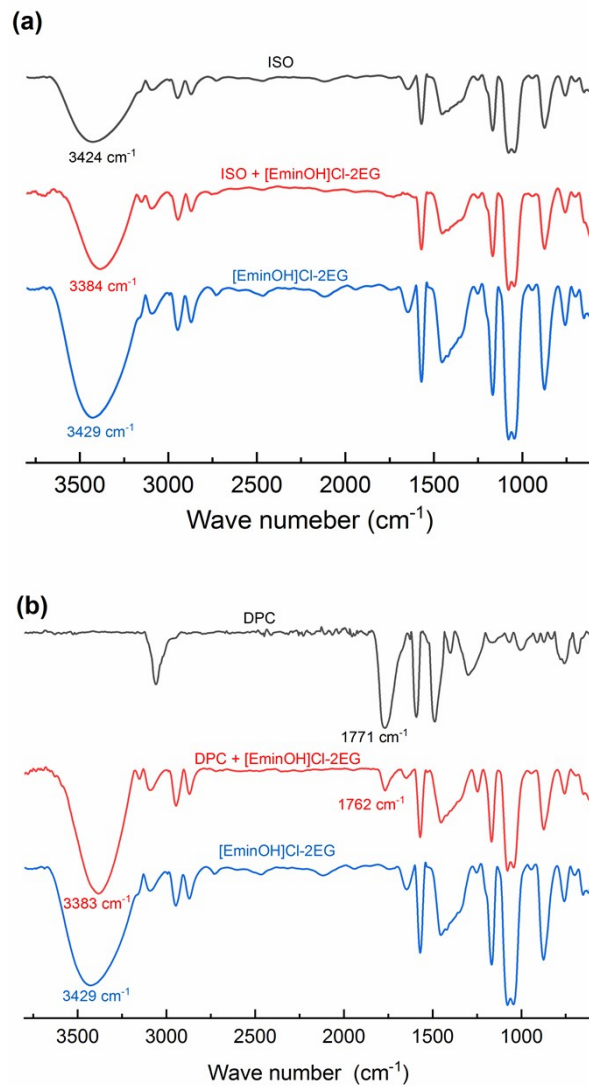 (a)
ISO
3424 cm⁻¹
ISO + [EminOH]Cl-2EG
3384 cm⁻¹
[EminOH]Cl-2EG
3429 cm⁻¹
3500 3000 2500 2000 1500 1000
Wave numeber (cm⁻¹)
(b)
DPC
1771 cm⁻¹
DPC + [EminOH]Cl-2EG
1762 cm⁻¹
3383 cm⁻¹
[EminOH]Cl-2EG
3429 cm⁻¹
3500 3000 2500 2000 1500 1000
Wave number (cm⁻¹)